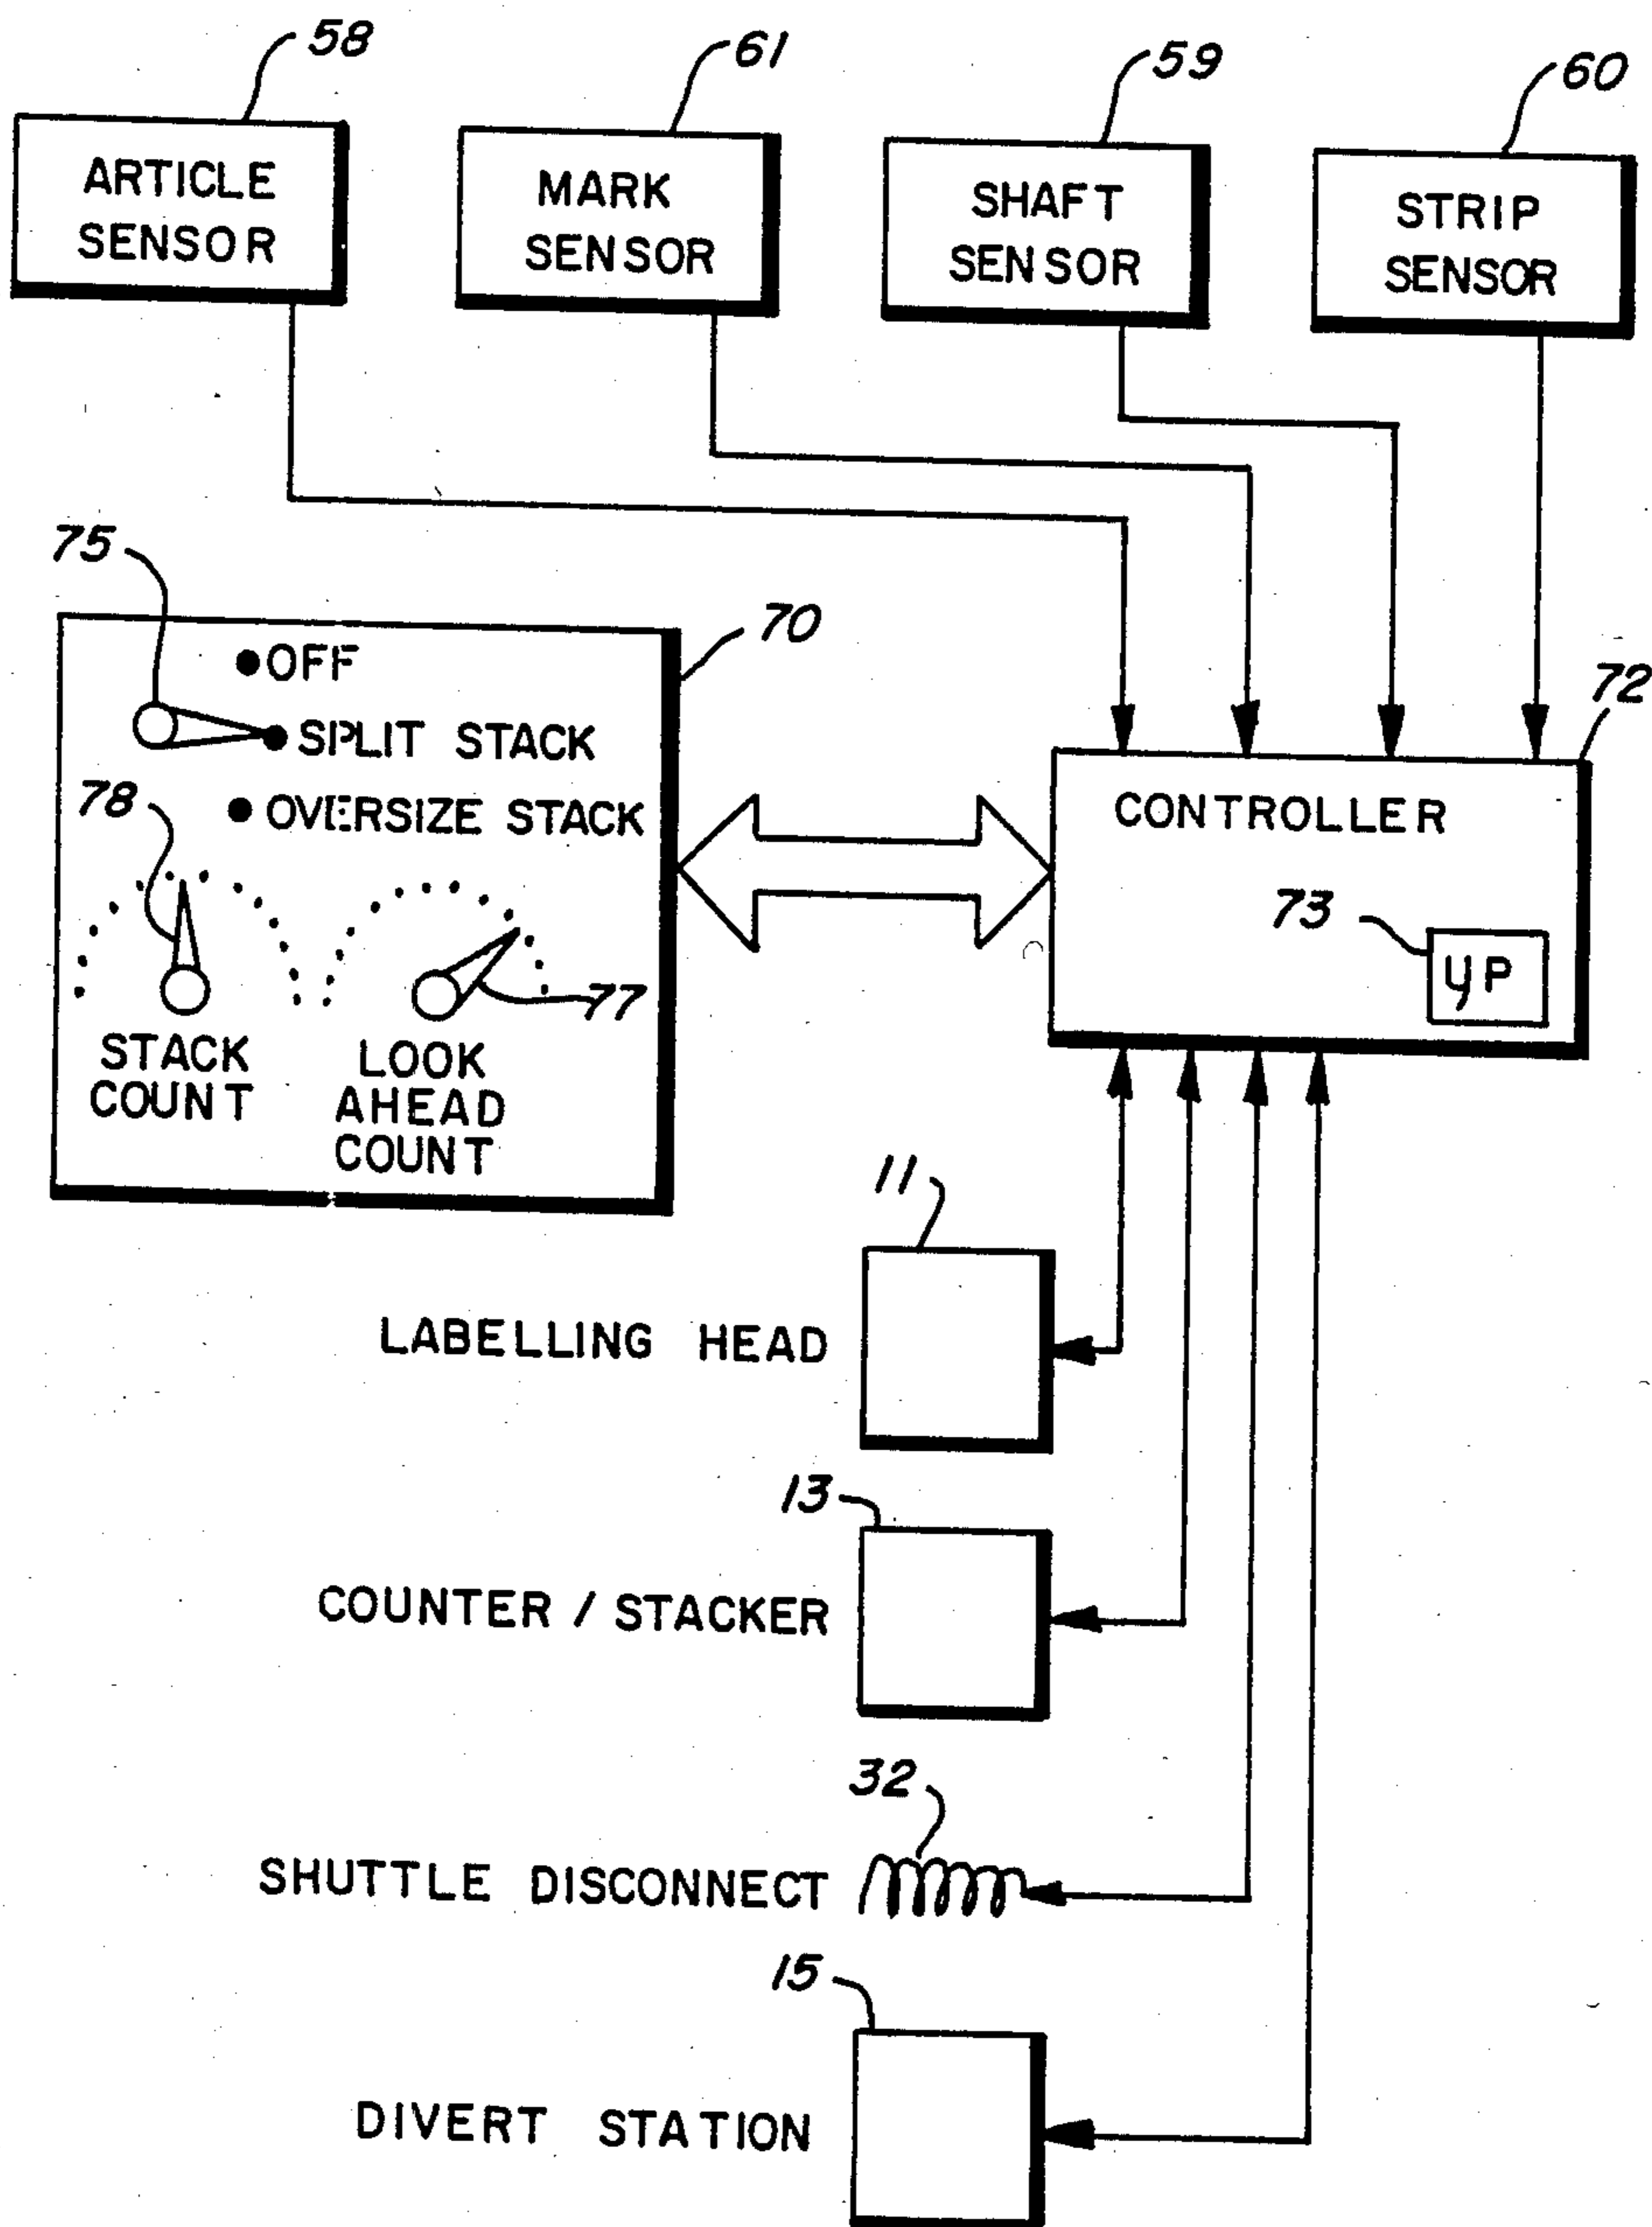 58
61
59
60
ARTICLE
SENSOR
MARK
SENSOR
SHAFT
SENSOR
STRIP
SENSOR
75
70
72
OFF
SPLIT STACK
78
OVERSIZE STACK
CONTROLLER
73
μP
77
STACK
COUNT
LOOK
AHEAD
COUNT
11
LABELLING HEAD
13
COUNTER / STACKER
32
SHUTTLE DISCONNECT
15
DIVERT STATION